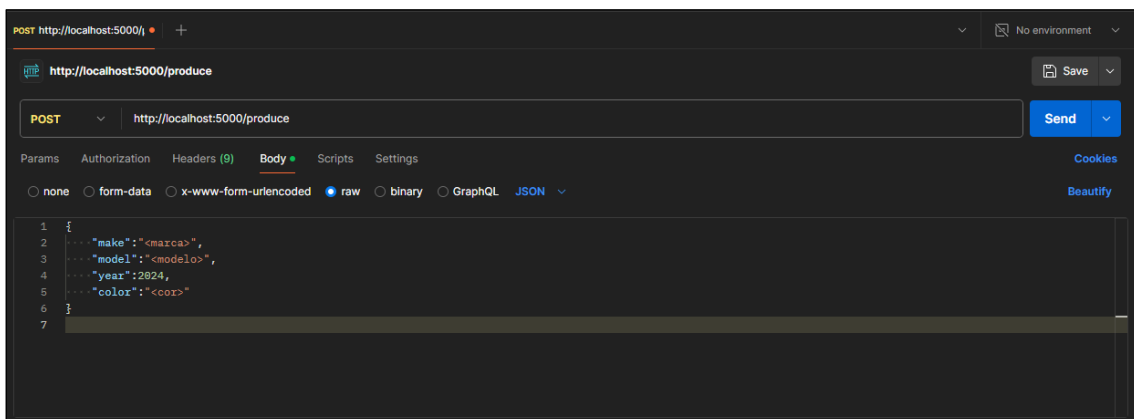 POST http://localhost:5000/p
No environment
HTTP http://localhost:5000/produce
Save
POST http://localhost:5000/produce
Send
Params Authorization Headers (9) Body Scripts Settings Cookies
none form-data x-www-form-urlencoded raw binary GraphQL JSON Beautify
1 {
2 "make":"<marca>",
3 "model":"<modelo>",
4 "year":2024,
5 "color":"<cor>"
6 }
7